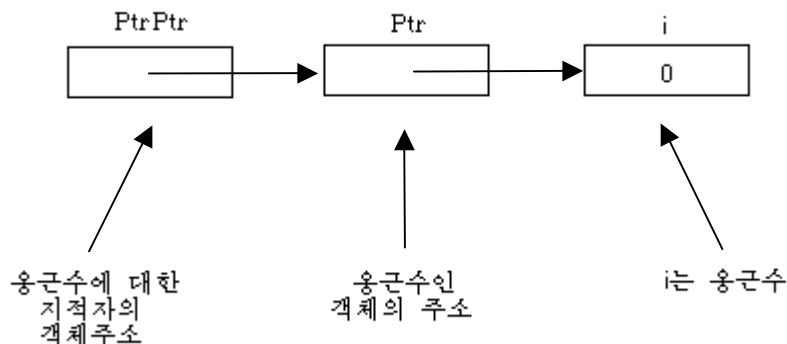 PtrPtr
Ptr
i
0
옹근수에 대한
지적자의
객체주소
옹근수인
객체의 주소
i는 옹근수